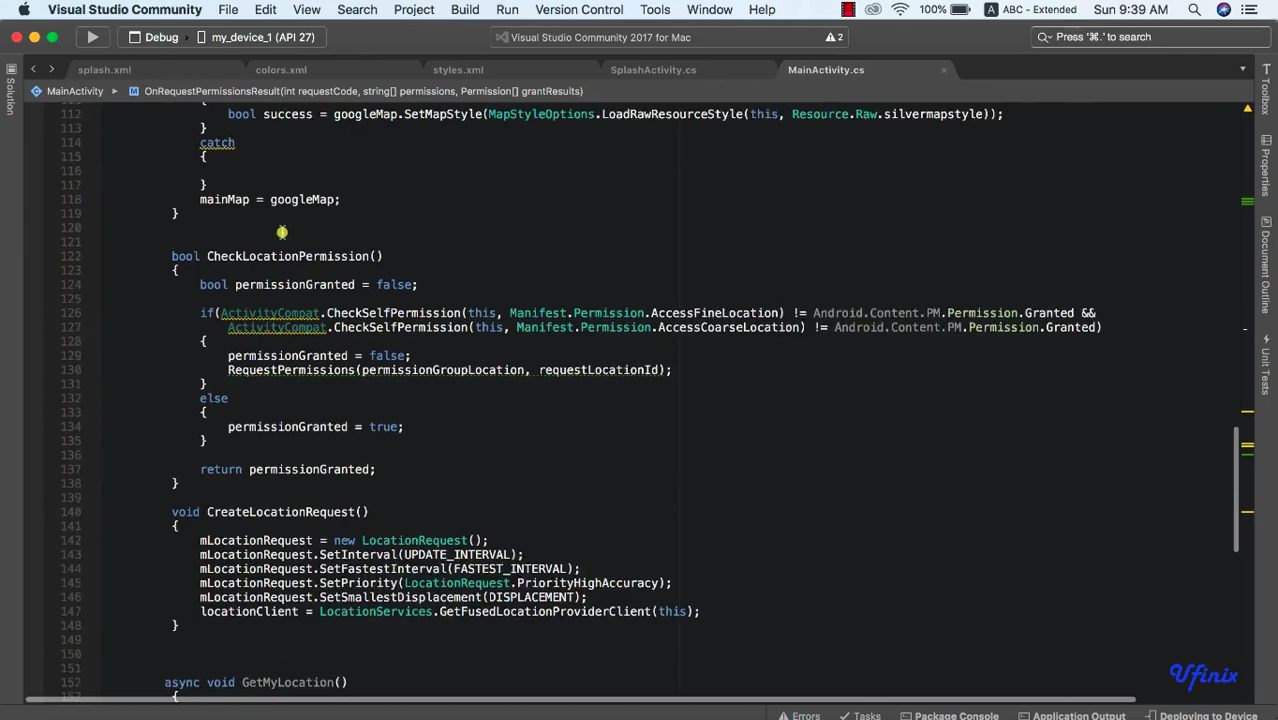 Visual Studio Community File Edit View Search Project Build Run Version Control Tools Window Help 100% A ABC - Extended Sun 9:39 AM
Debug my_device_1 (API 27) Visual Studio Community 2017 for Mac 2 Press '⌘.' to search
splash.xml colors.xml styles.xml SplashActivity.cs MainActivity.cs
MainActivity OnRequestPermissionsResult(int requestCode, string[] permissions, Permission[] grantResults)
112 bool success = googleMap.SetMapStyle(MapStyleOptions.LoadRawResourceStyle(this, Resource.Raw.silvermapstyle));
113 }
114 catch
115 {
116
117 }
118 mainMap = googleMap;
119 }
120
121
122 bool CheckLocationPermission()
123 {
124 bool permissionGranted = false;
125
126 if(ActivityCompat.CheckSelfPermission(this, Manifest.Permission.AccessFineLocation) != Android.Content.PM.Permission.Granted &&
127 ActivityCompat.CheckSelfPermission(this, Manifest.Permission.AccessCoarseLocation) != Android.Content.PM.Permission.Granted)
128 {
129 permissionGranted = false;
130 RequestPermissions(permissionGroupLocation, requestLocationId);
131 }
132 else
133 {
134 permissionGranted = true;
135 }
136
137 return permissionGranted;
138 }
139
140 void CreateLocationRequest()
141 {
142 mLocationRequest = new LocationRequest();
143 mLocationRequest.SetInterval(UPDATE_INTERVAL);
144 mLocationRequest.SetFastestInterval(FASTEST_INTERVAL);
145 mLocationRequest.SetPriority(LocationRequest.PriorityHighAccuracy);
146 mLocationRequest.SetSmallestDisplacement(DISPLACEMENT);
147 locationClient = LocationServices.GetFusedLocationProviderClient(this);
148 }
149
150
151
152 async void GetMyLocation()
{
Solution
Toolbox
Properties
Document Outline
Unit Tests
Ufinix
Errors Tasks Package Console Application Output Deploying to Device